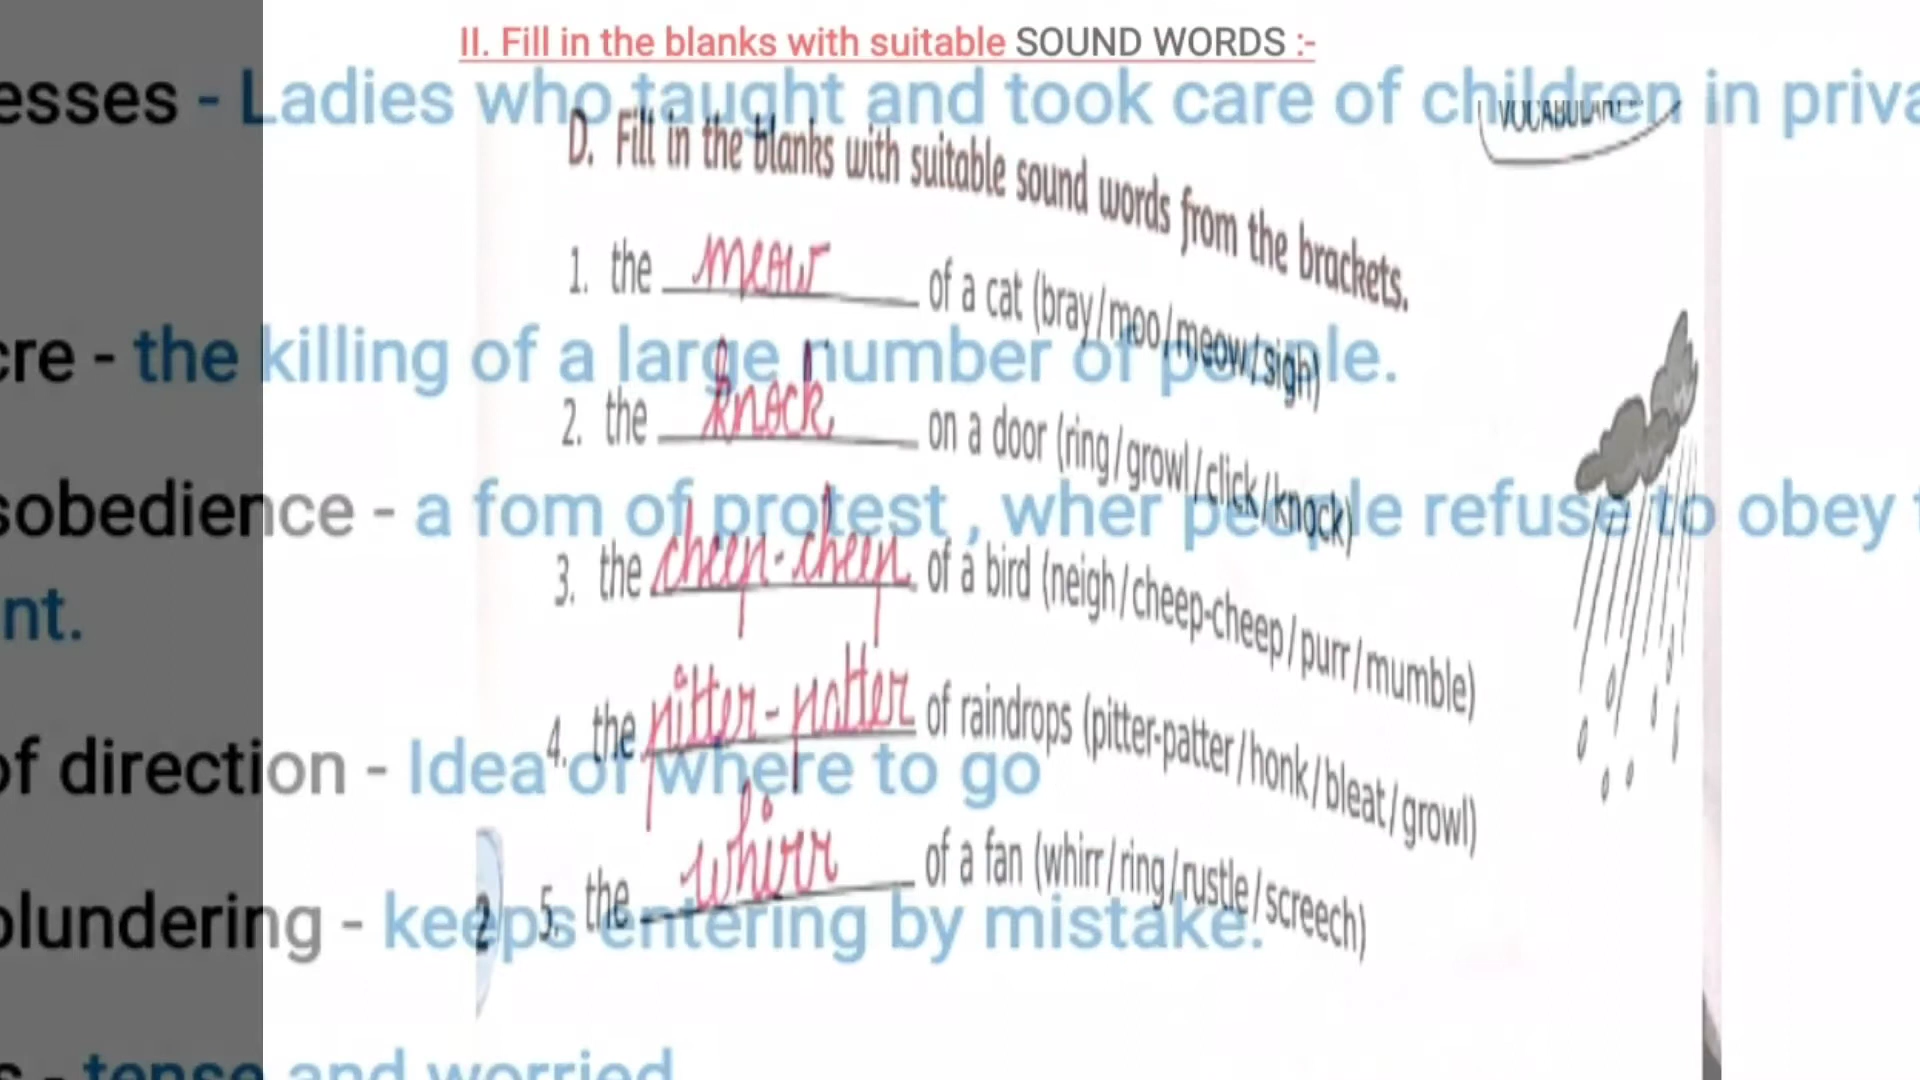 II. Fill in the blanks with suitable SOUND WORDS :-
esses - Ladies who taught and took care of children in priva
VOCABULARY
D. Fill in the blanks with suitable sound words from the brackets.
1. the meow of a cat (bray/moo/meow/sigh)
cre - the killing of a large number of people.
2. the knock on a door (ring/growl/click/knock)
sobedience - a fom of protest , wher people refuse to obey
3. the cheep-cheep of a bird (neigh/cheep-cheep/purr/mumble)
nt.
4. the pitter-patter of raindrops (pitter-patter/honk/bleat/growl)
of direction - Idea of where to go
5. the whirr of a fan (whirr/ring/rustle/screech)
2
plundering - keeps entering by mistake.
s - tense and worried